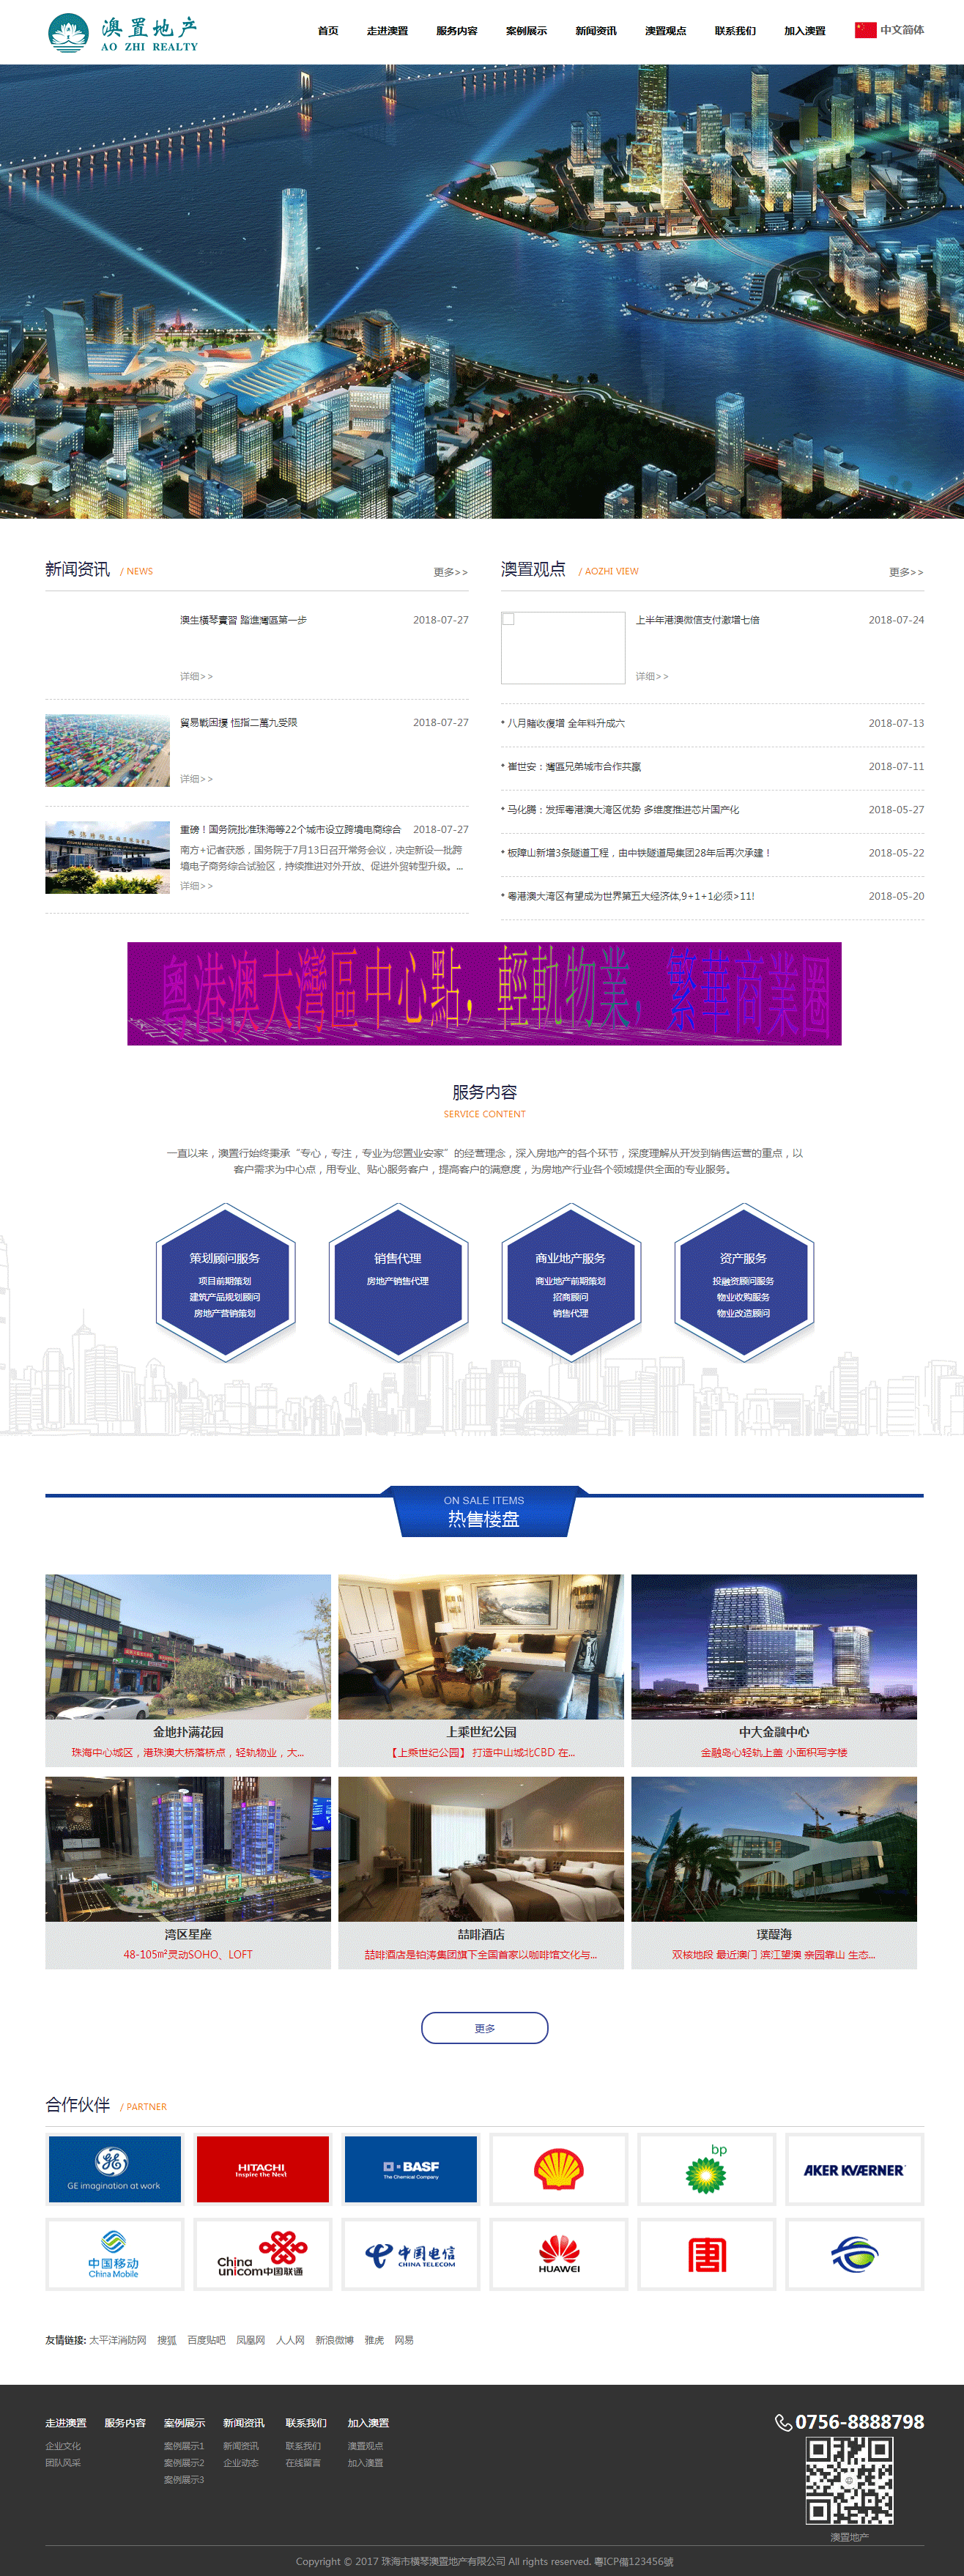 澳置地产
AO ZHI REALTY
首页 走进澳置 服务内容 案例展示 新闻资讯 澳置观点 联系我们 加入澳置 中文简体
新闻资讯 / NEWS 更多>>
澳生橫琴實習 踏進灣區第一步 2018-07-27
详细>>
貿易戰困擾 恒指二萬九受限 2018-07-27
详细>>
重磅！国务院批准珠海等22个城市设立跨境电商综合 2018-07-27
南方+记者获悉，国务院于7月13日召开常务会议，决定新设一批跨
境电子商务综合试验区，持续推进对外开放、促进外贸转型升级。...
详细>>
澳置观点 / AOZHI VIEW 更多>>
上半年港澳微信支付激增七倍 2018-07-24
详细>>
* 八月賭收復增 全年料升成六 2018-07-13
* 崔世安：灣區兄弟城市合作共贏 2018-07-11
* 马化腾：发挥粤港澳大湾区优势 多维度推进芯片国产化 2018-05-27
* 板障山新增3条隧道工程，由中铁隧道局集团28年后再次承建！ 2018-05-22
* 粤港澳大湾区有望成为世界第五大经济体,9+1+1必须>11! 2018-05-20
粵港澳大灣區中心點，輕軌物業，繁華商業圈
服务内容
SERVICE CONTENT
一直以来，澳置行始终秉承“专心，专注，专业为您置业安家”的经营理念，深入房地产的各个环节，深度理解从开发到销售运营的重点，以
客户需求为中心点，用专业、贴心服务客户，提高客户的满意度，为房地产行业各个领域提供全面的专业服务。
策划顾问服务
项目前期策划
建筑产品规划顾问
房地产营销策划
销售代理
房地产销售代理
商业地产服务
商业地产前期策划
招商顾问
销售代理
资产服务
投融资顾问服务
物业收购服务
物业改造顾问
ON SALE ITEMS
热售楼盘
金地扑满花园
珠海中心城区，港珠澳大桥落桥点，轻轨物业，大...
上乘世纪公园
【上乘世纪公园】 打造中山城北CBD 在...
中大金融中心
金融岛心轻轨上盖 小面积写字楼
湾区星座
48-105㎡灵动SOHO、LOFT
喆啡酒店
喆啡酒店是铂涛集团旗下全国首家以咖啡馆文化与...
璞醍海
双核地段 最近澳门 滨江望澳 亲园靠山 生态...
更多
合作伙伴 / PARTNER
GE imagination at work
HITACHI
Inspire the Next
BASF
The Chemical Company
bp
AKER KVÆRNER
中国移动
China Mobile
China
unicom中国联通
中国电信
CHINA TELECOM
HUAWEI
友情链接: 太平洋消防网 搜狐 百度贴吧 凤凰网 人人网 新浪微博 雅虎 网易
走进澳置 服务内容 案例展示 新闻资讯 联系我们 加入澳置
企业文化 案例展示1 新闻资讯 联系我们 澳置观点
团队风采 案例展示2 企业动态 在线留言 加入澳置
案例展示3
0756-8888798
澳置地产
Copyright © 2017 珠海市横琴澳置地产有限公司 All rights reserved. 粤ICP備123456號